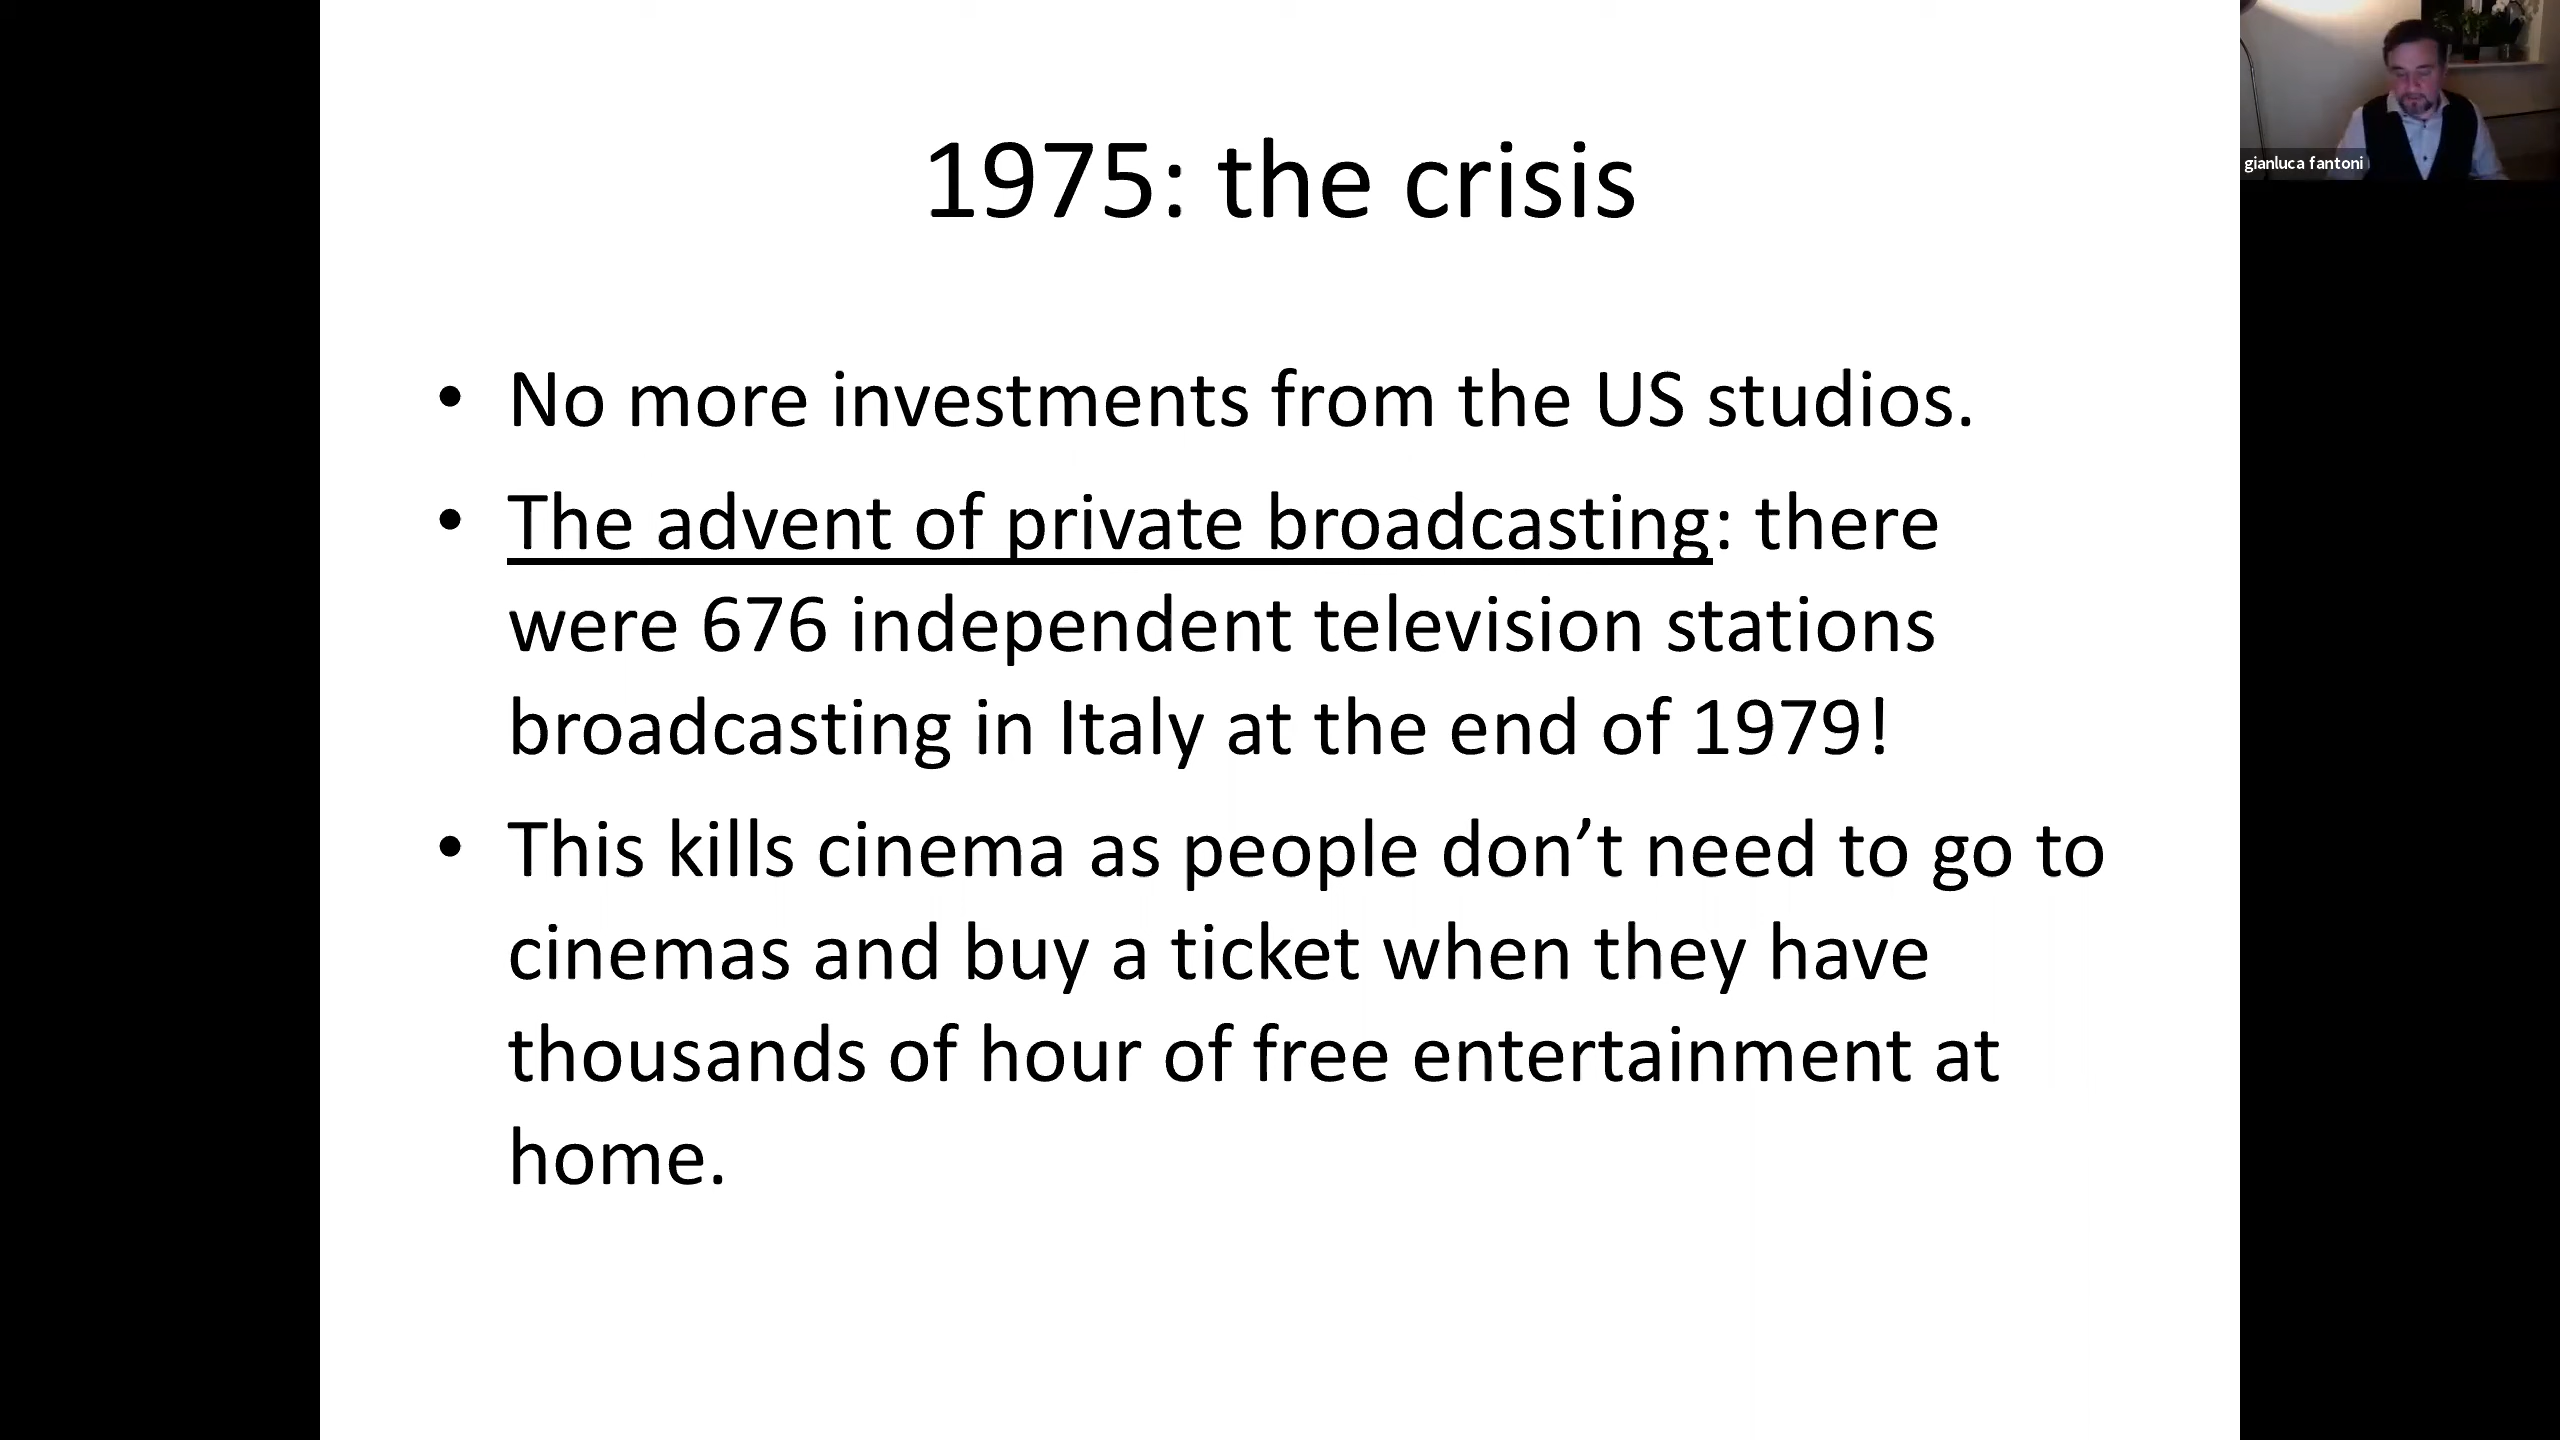 1975: the crisis
gianluca fantoni
• No more investments from the US studios.
• The advent of private broadcasting: there
were 676 independent television stations
broadcasting in Italy at the end of 1979!
• This kills cinema as people don’t need to go to
cinemas and buy a ticket when they have
thousands of hour of free entertainment at
home.